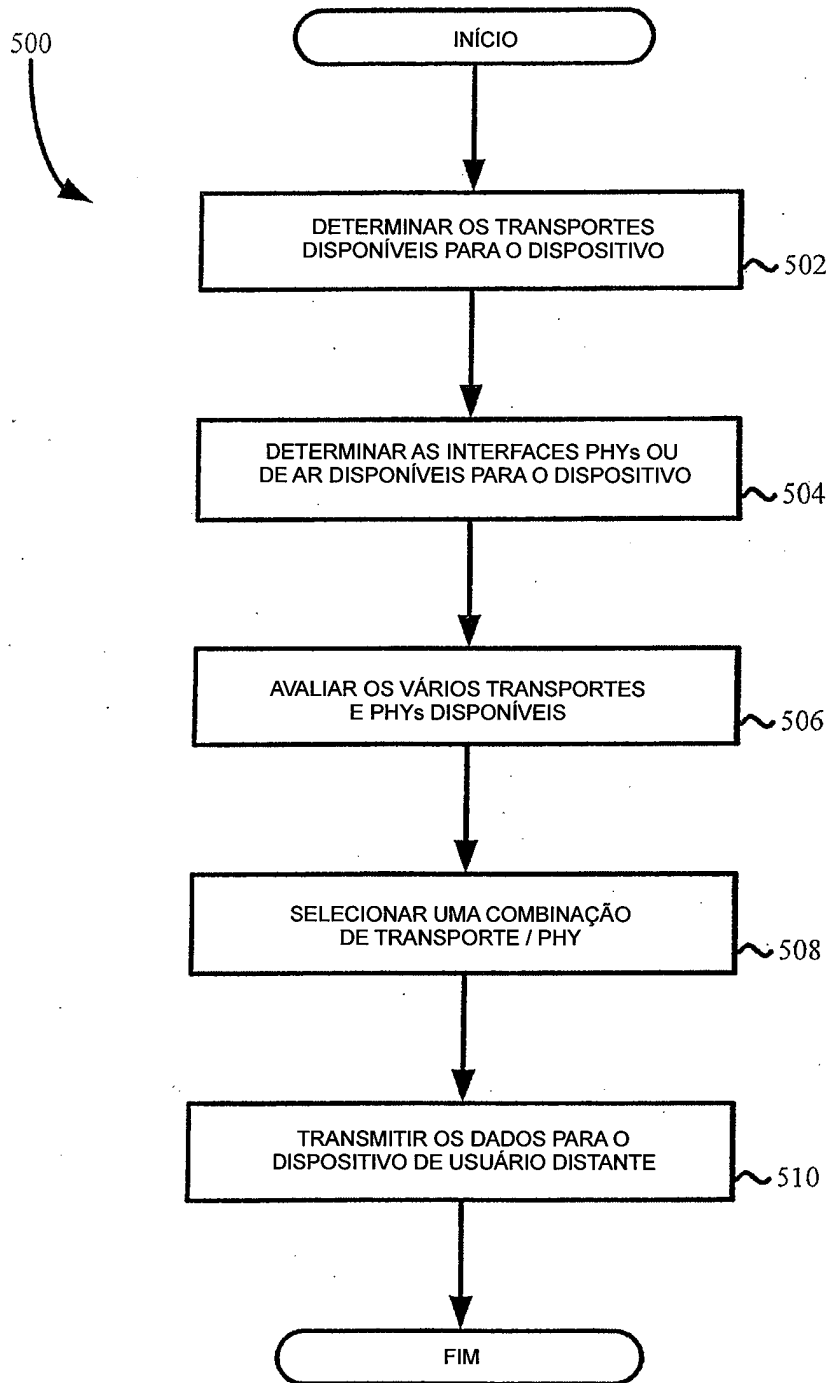 500
INÍCIO
DETERMINAR OS TRANSPORTES
DISPONÍVEIS PARA O DISPOSITIVO
502
DETERMINAR AS INTERFACES PHYs OU
DE AR DISPONÍVEIS PARA O DISPOSITIVO
504
AVALIAR OS VÁRIOS TRANSPORTES
E PHYs DISPONÍVEIS
506
SELECIONAR UMA COMBINAÇÃO
DE TRANSPORTE / PHY
508
TRANSMITIR OS DADOS PARA O
DISPOSITIVO DE USUÁRIO DISTANTE
510
FIM